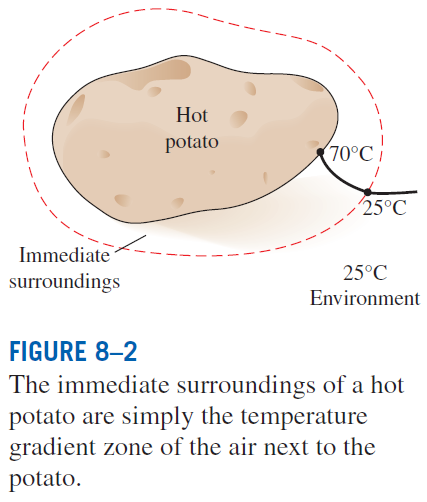 Hot
potato
70°C
25°C
Immediate
surroundings
25°C
Environment
FIGURE 8–2
The immediate surroundings of a hot
potato are simply the temperature
gradient zone of the air next to the
potato.